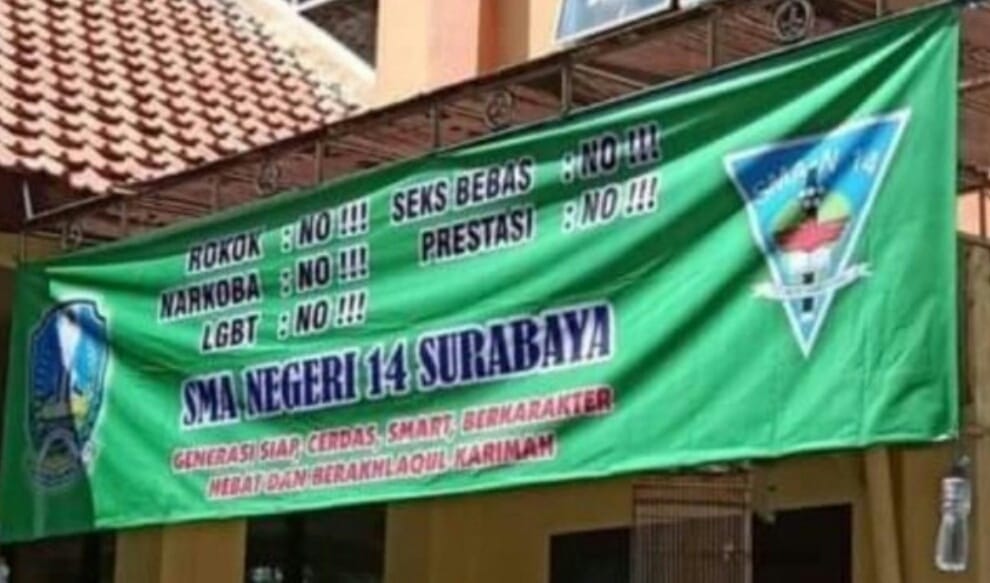 ROKOK : NO !!!
NARKOBA : NO !!!
LGBT : NO !!!
SEKS BEBAS : NO !!!
PRESTASI : NO !!!
SMA NEGERI 14 SURABAYA
GENERASI SIAP, CERDAS, SMART, BERKARAKTER
HEBAT DAN BERAKHLAQUL KARIMAH
14